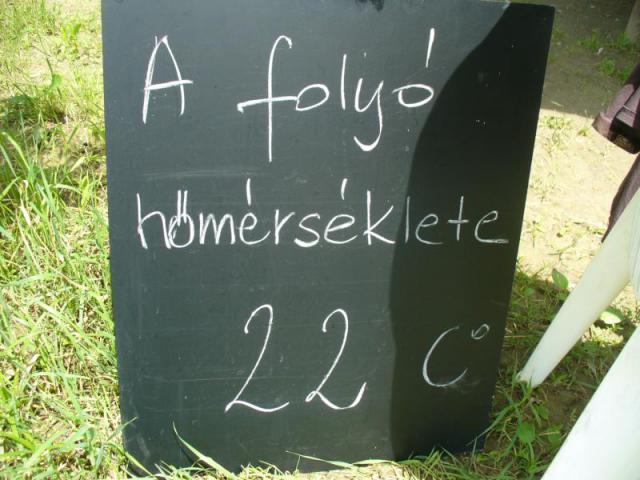 A folyó
hőmérséklete
22 C°